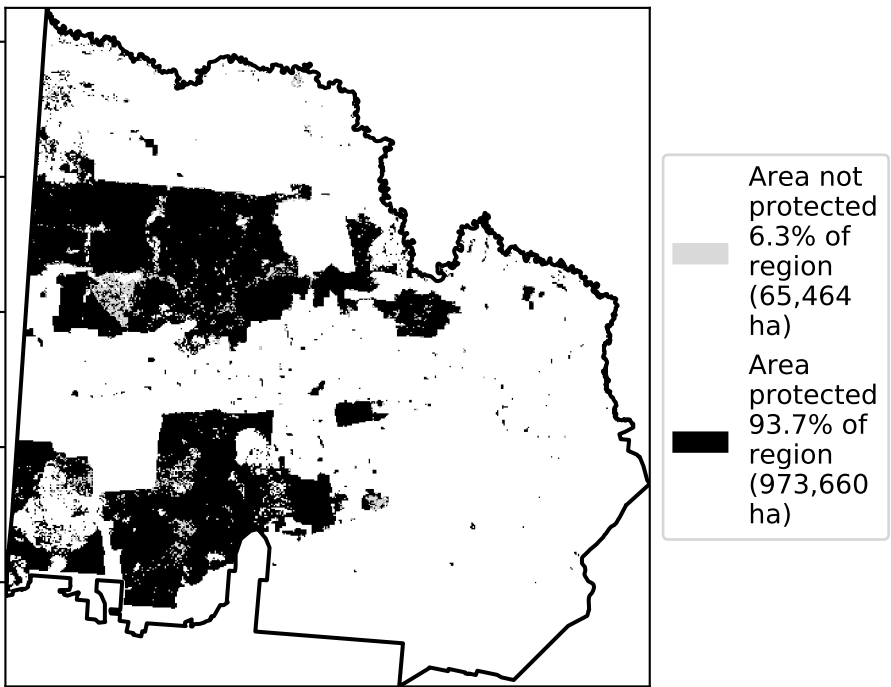 Area not
protected
6.3% of
region
(65,464
ha)
Area
protected
93.7% of
region
(973,660
ha)